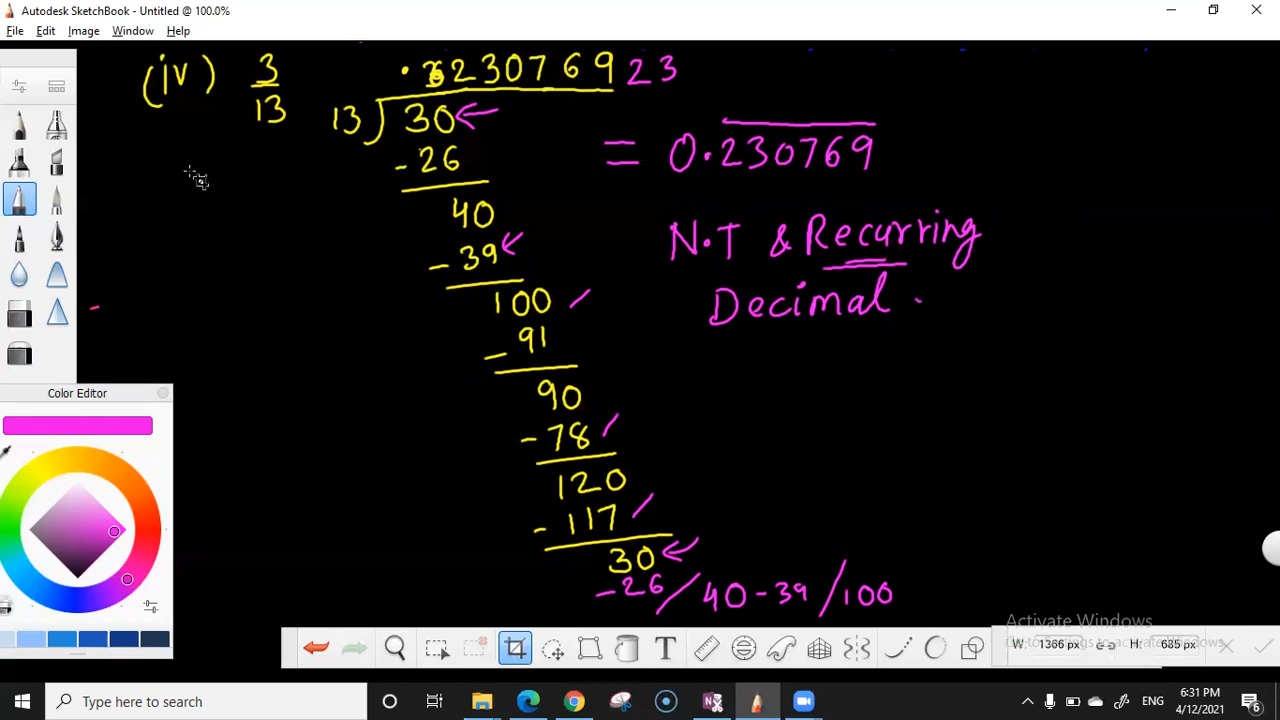 Autodesk SketchBook - Untitled @ 100.0%
File Edit Image Window Help
(iv) 3/13
.230769 23
13 ) 30
-26
40
-39
100
-91
90
-78
120
-117
30
-26 / 40-39 / 100
= 0.230769
N.T & Recurring
Decimal.
Color Editor
Activate Windows
W: 1366 px H: 685 px
Type here to search
ENG
6:31 PM
4/12/2021
6